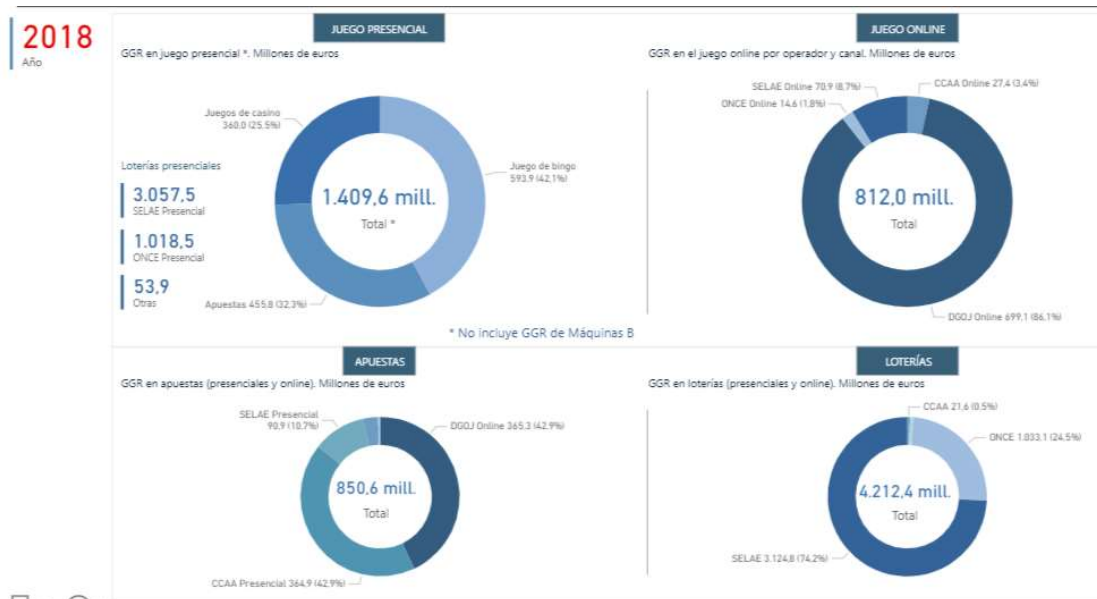 2018
Año
JUEGO PRESENCIAL
GGR en juego presencial *. Millones de euros
Juegos de casino
360,0 (25,5%)
Juego de bingo
593,9 (42,1%)
Apuestas 455,8 (32,3%)
1.409,6 mill.
Total *
Loterías presenciales
3.057,5
SELAE Presencial
1.018,5
ONCE Presencial
53,9
Otras
JUEGO ONLINE
GGR en el juego online por operador y canal. Millones de euros
SELAE Online 70,9 (8,7%)
CCAA Online 27,4 (3,4%)
ONCE Online 14,6 (1,8%)
812,0 mill.
Total
DGOJ Online 699,1 (86,1%)
* No incluye GGR de Máquinas B
APUESTAS
GGR en apuestas (presenciales y online). Millones de euros
SELAE Presencial
90,9 (10,7%)
DGOJ Online 365,3 (42,9%)
850,6 mill.
Total
CCAA Presencial 364,9 (42,9%)
LOTERÍAS
GGR en loterías (presenciales y online). Millones de euros
CCAA 21,6 (0,5%)
ONCE 1.033,1 (24,5%)
4.212,4 mill.
Total
SELAE 3.124,8 (74,2%)